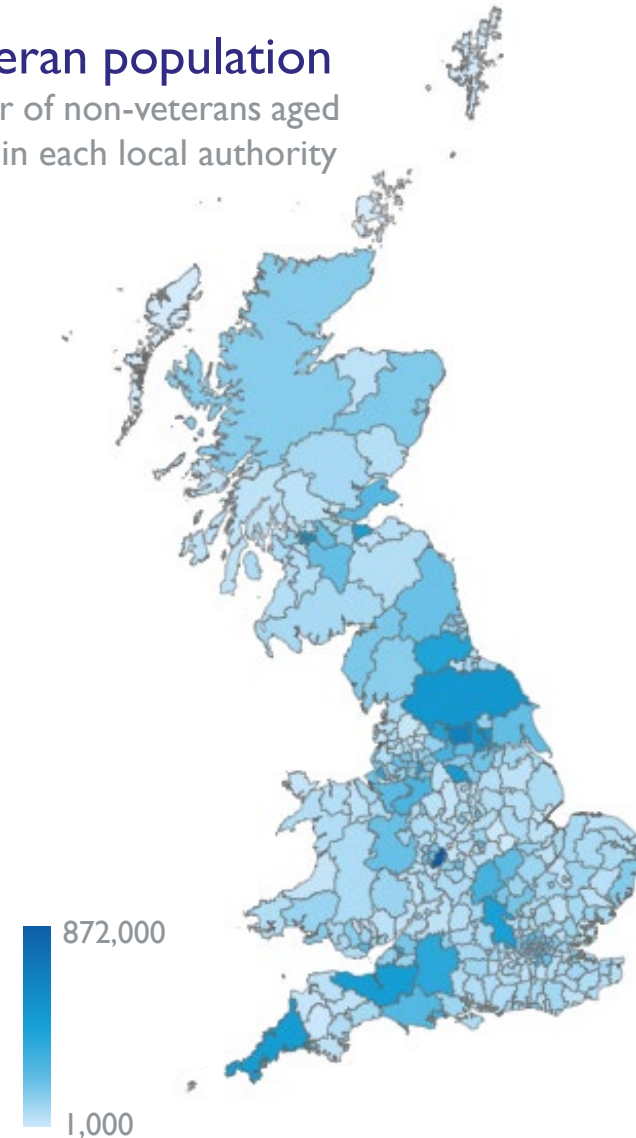 eran population
r of non-veterans aged
in each local authority
872,000
1,000